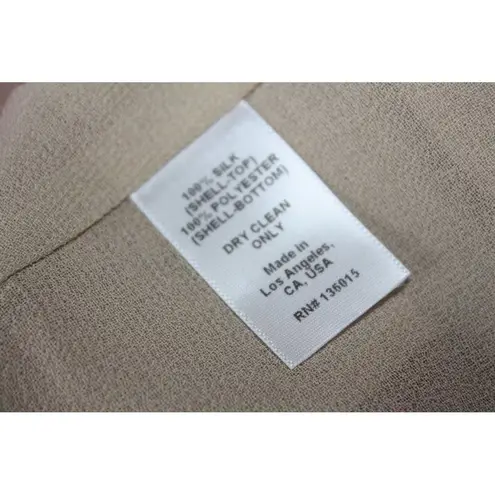 100% SILK
(SHELL-TOP)
100% POLYESTER
(SHELL-BOTTOM)
DRY CLEAN
ONLY
Made in
Los Angeles,
CA, USA
RN# 136015